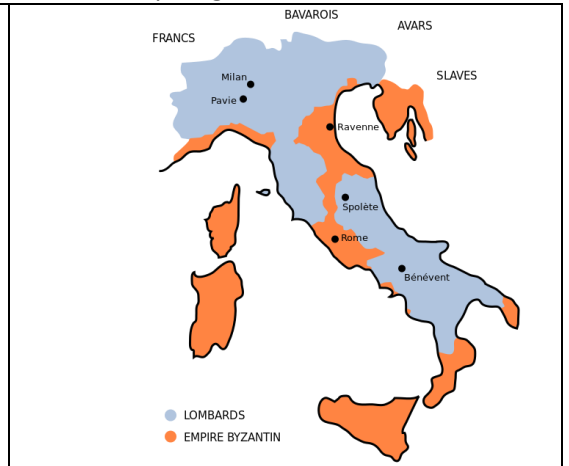 BAVAROIS
AVARS
FRANCS
SLAVES
Milan
Pavie
Ravenne
Spolète
Rome
Bénévent
LOMBARDS
EMPIRE BYZANTIN